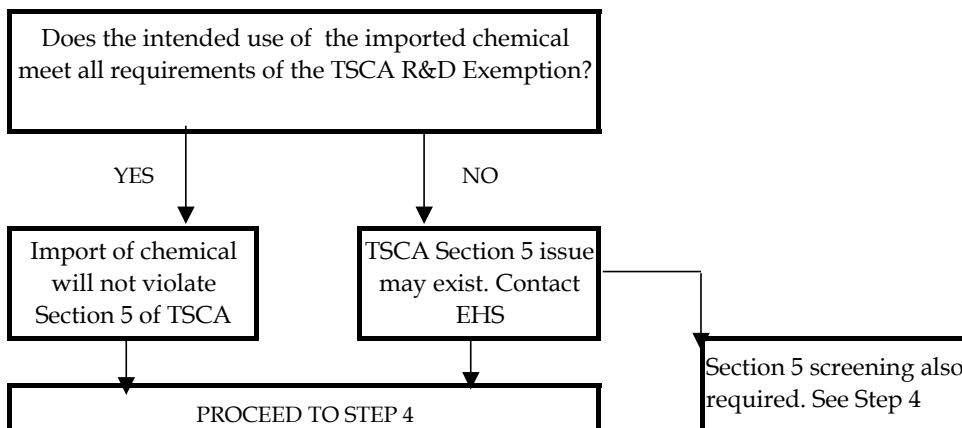 Does the intended use of  the imported chemical
meet all requirements of the TSCA R&D Exemption?
YES
NO
Import of chemical
will not violate
Section 5 of TSCA
TSCA Section 5 issue
may exist. Contact
EHS
Section 5 screening also
required. See Step 4
PROCEED TO STEP 4